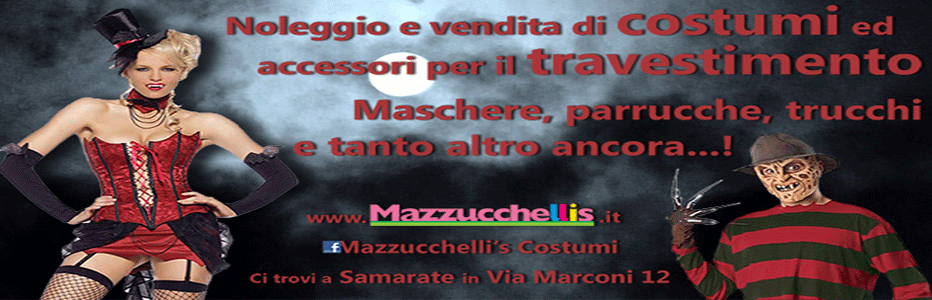 Noleggio e vendita di costumi ed
accessori per il travestimento
Maschere, parrucche, trucchi
e tanto altro ancora...!
www.Mazzucchellis.it
f Mazzucchelli's Costumi
Ci trovi a Samarate in Via Marconi 12